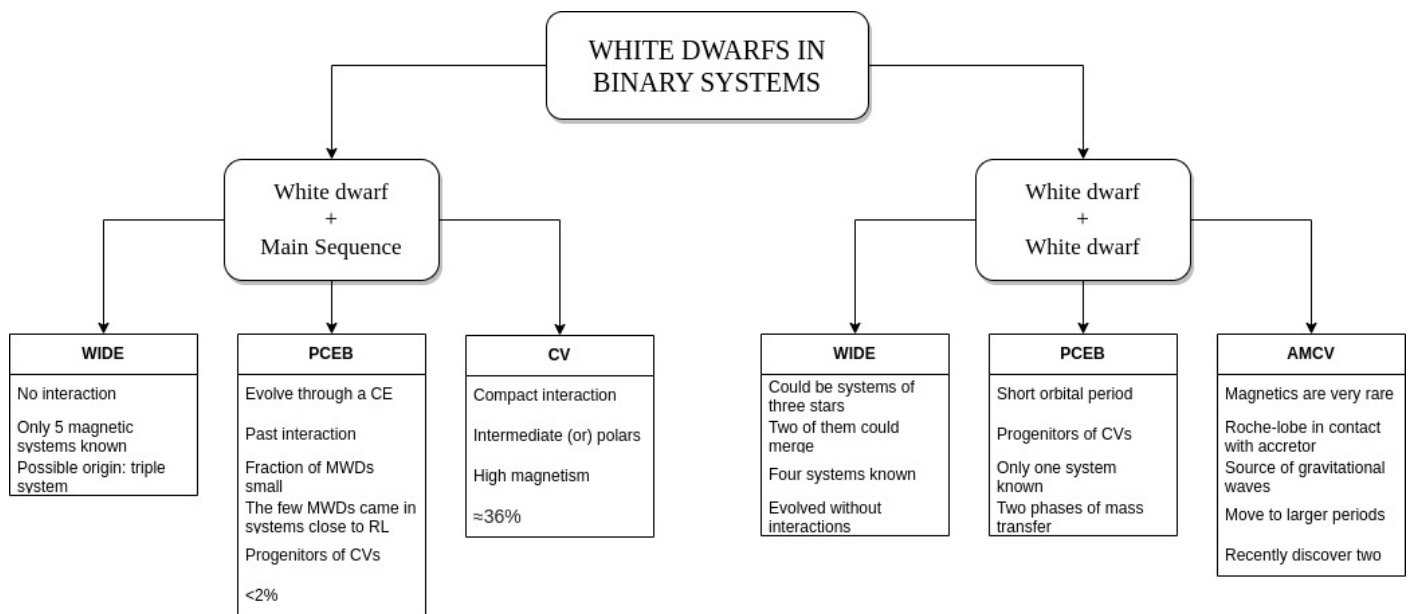 WHITE DWARFS IN
BINARY SYSTEMS
White dwarf
+
Main Sequence
White dwarf
+
White dwarf
WIDE
No interaction
Only 5 magnetic
systems known
Possible origin: triple
system
PCEB
Evolve through a CE
Past interaction
Fraction of MWDs
small
The few MWDs came in
systems close to RL
Progenitors of CVs
<2%
CV
Compact interaction
Intermediate (or) polars
High magnetism
≈36%
WIDE
Could be systems of
three stars
Two of them could
merge
Four systems known
Evolved without
interactions
PCEB
Short orbital period
Progenitors of CVs
Only one system
known
Two phases of mass
transfer
AMCV
Magnetics are very rare
Roche-lobe in contact
with accretor
Source of gravitational
waves
Move to larger periods
Recently discover two